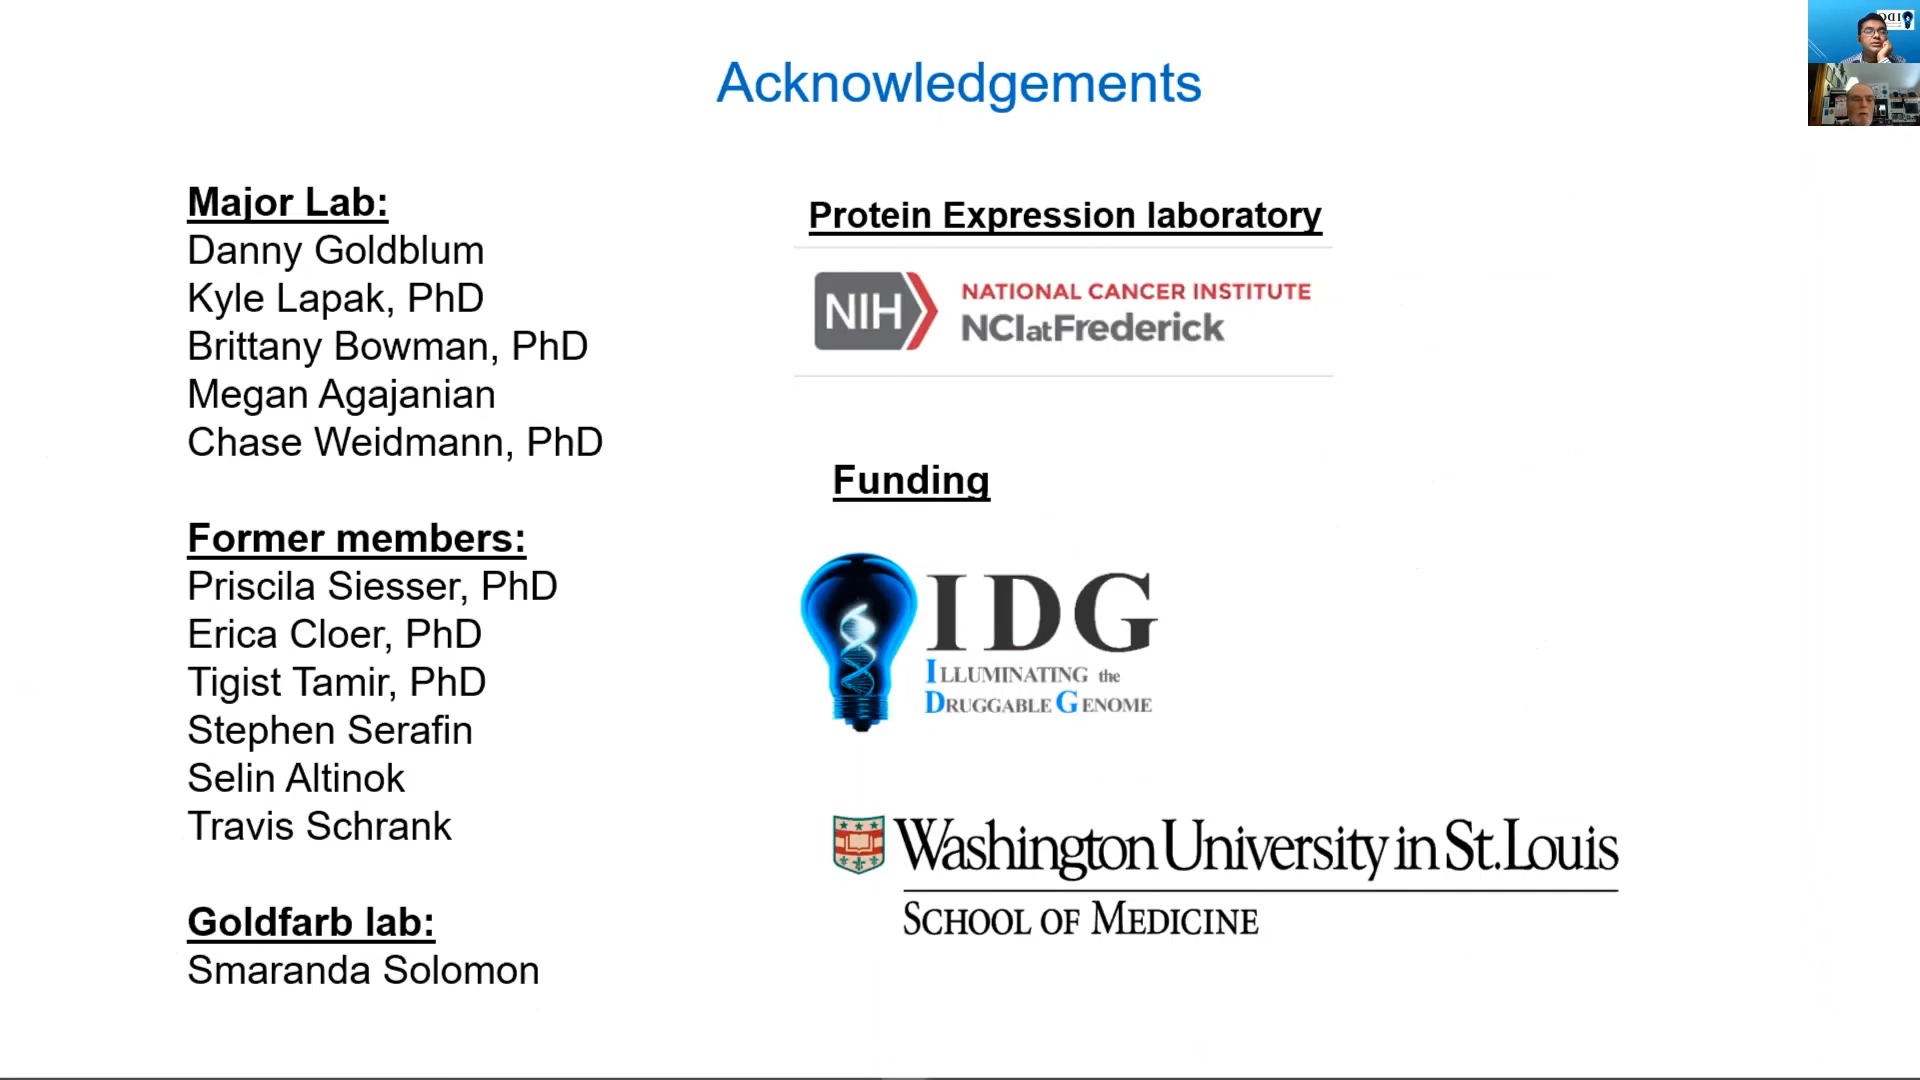 Acknowledgements
Major Lab:
Danny Goldblum
Kyle Lapak, PhD
Brittany Bowman, PhD
Megan Agajanian
Chase Weidmann, PhD
Former members:
Priscila Siesser, PhD
Erica Cloer, PhD
Tigist Tamir, PhD
Stephen Serafin
Selin Altinok
Travis Schrank
Goldfarb lab:
Smaranda Solomon
Protein Expression laboratory
NIH
NATIONAL CANCER INSTITUTE
NCIatFrederick
Funding
IDG
ILLUMINATING the
DRUGGABLE GENOME
Washington University in St. Louis
SCHOOL OF MEDICINE